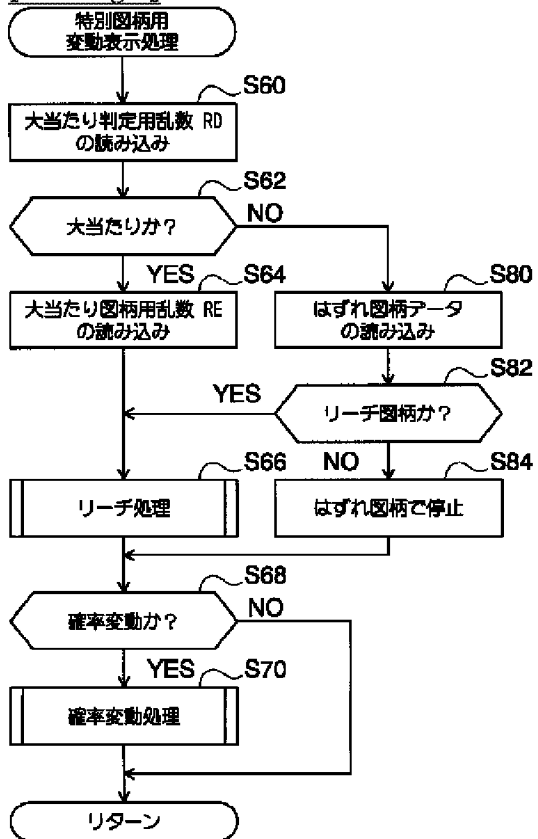 特別図柄用
変動表示処理
S60
大当たり判定用乱数 RD
の読み込み
S62
大当たりか?
NO
YES
S64
大当たり図柄用乱数 RE
の読み込み
S80
はずれ図柄データ
の読み込み
S82
リーチ図柄か?
YES
NO
S66
リーチ処理
S84
はずれ図柄で停止
S68
確率変動か?
NO
YES
S70
確率変動処理
リターン